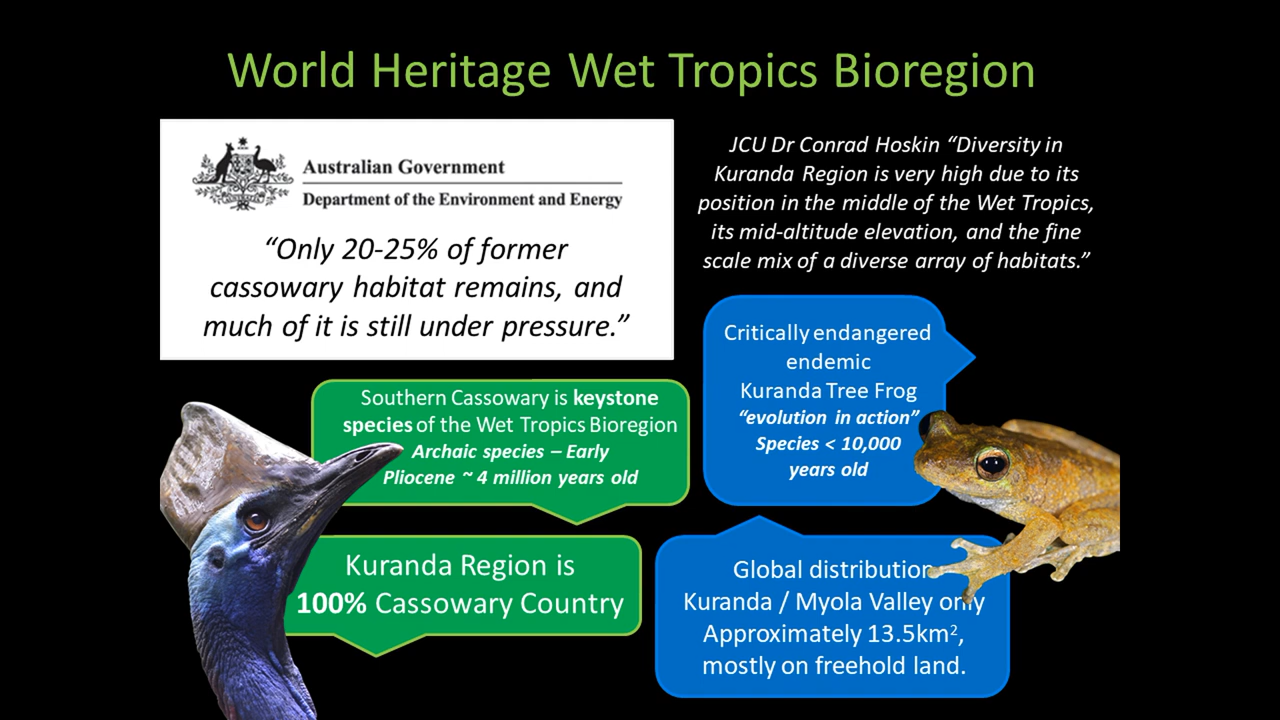 World Heritage Wet Tropics Bioregion
Australian Government
Department of the Environment and Energy
“Only 20-25% of former
cassowary habitat remains, and
much of it is still under pressure.”
JCU Dr Conrad Hoskin “Diversity in
Kuranda Region is very high due to its
position in the middle of the Wet Tropics,
its mid-altitude elevation, and the fine
scale mix of a diverse array of habitats.”
Southern Cassowary is keystone
species of the Wet Tropics Bioregion
Archaic species – Early
Pliocene ~ 4 million years old
Kuranda Region is
100% Cassowary Country
Critically endangered
endemic
Kuranda Tree Frog
“evolution in action”
Species < 10,000
years old
Global distribution
Kuranda / Myola Valley only
Approximately 13.5km²,
mostly on freehold land.